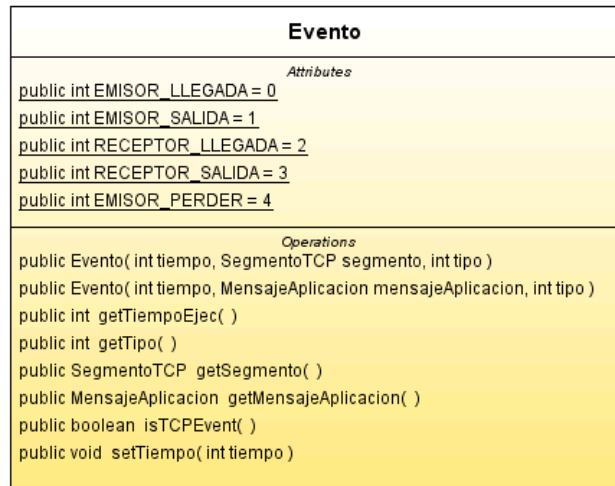 Evento
Attributes
public int EMISOR_LLEGADA = 0
public int EMISOR_SALIDA = 1
public int RECEPTOR_LLEGADA = 2
public int RECEPTOR_SALIDA = 3
public int EMISOR_PERDER = 4
Operations
public Evento( int tiempo, SegmentoTCP segmento, int tipo )
public Evento( int tiempo, MensajeAplicacion mensajeAplicacion, int tipo )
public int getTiempoEjec( )
public int getTipo( )
public SegmentoTCP getSegmento( )
public MensajeAplicacion getMensajeAplicacion( )
public boolean isTCPEvent( )
public void setTiempo( int tiempo )